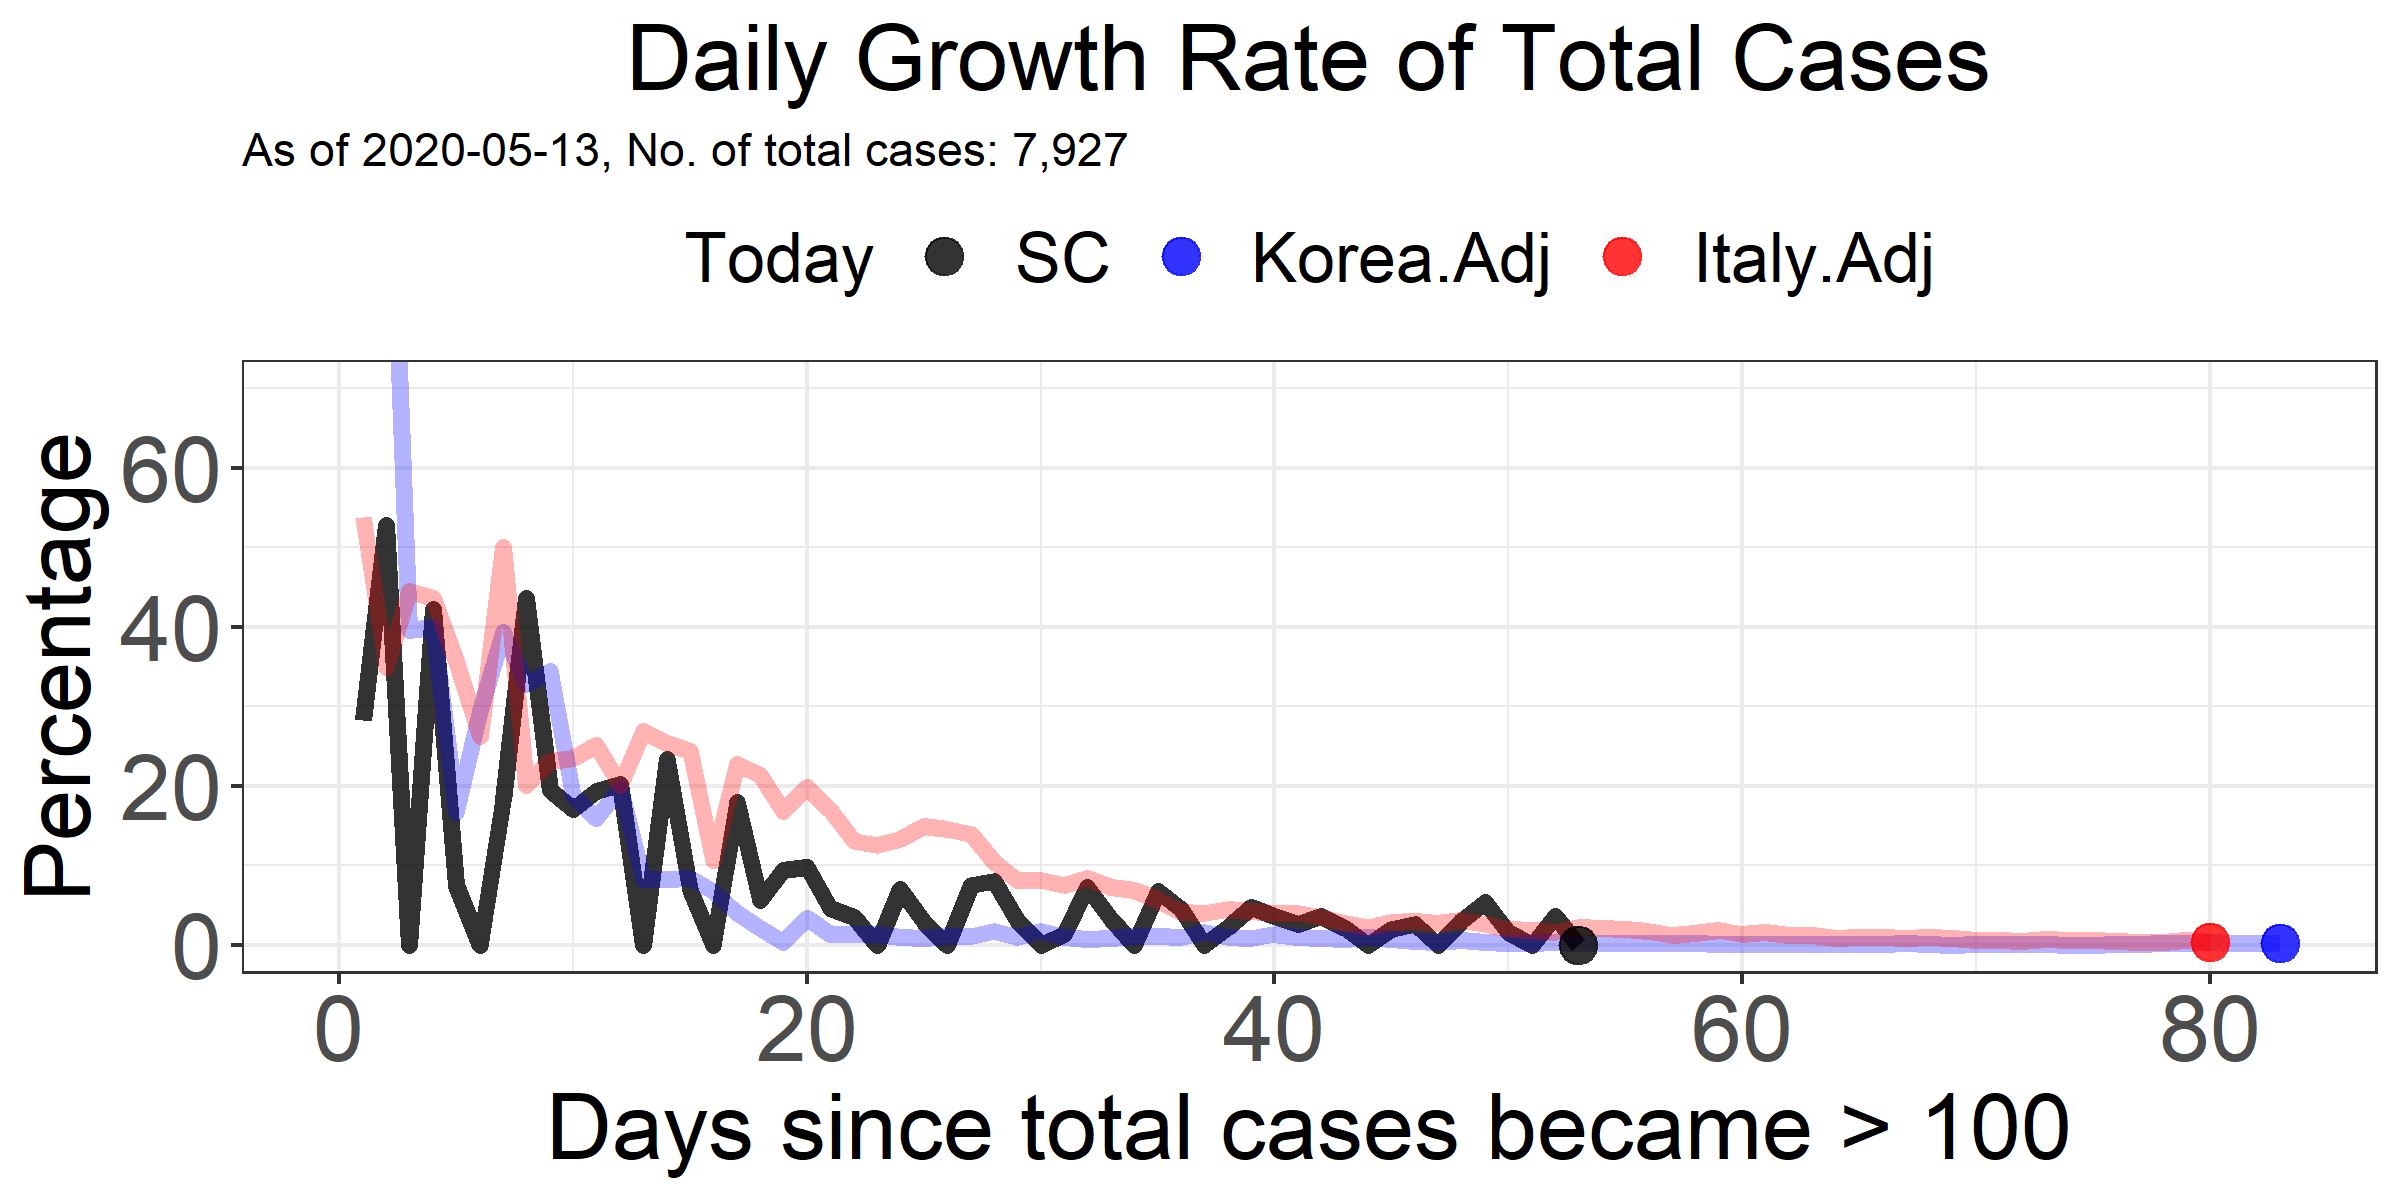 Daily Growth Rate of Total Cases
As of 2020-05-13, No. of total cases: 7,927
Today SC Korea.Adj Italy.Adj
Percentage
60
40
20
0
0 20 40 60 80
Days since total cases became > 100